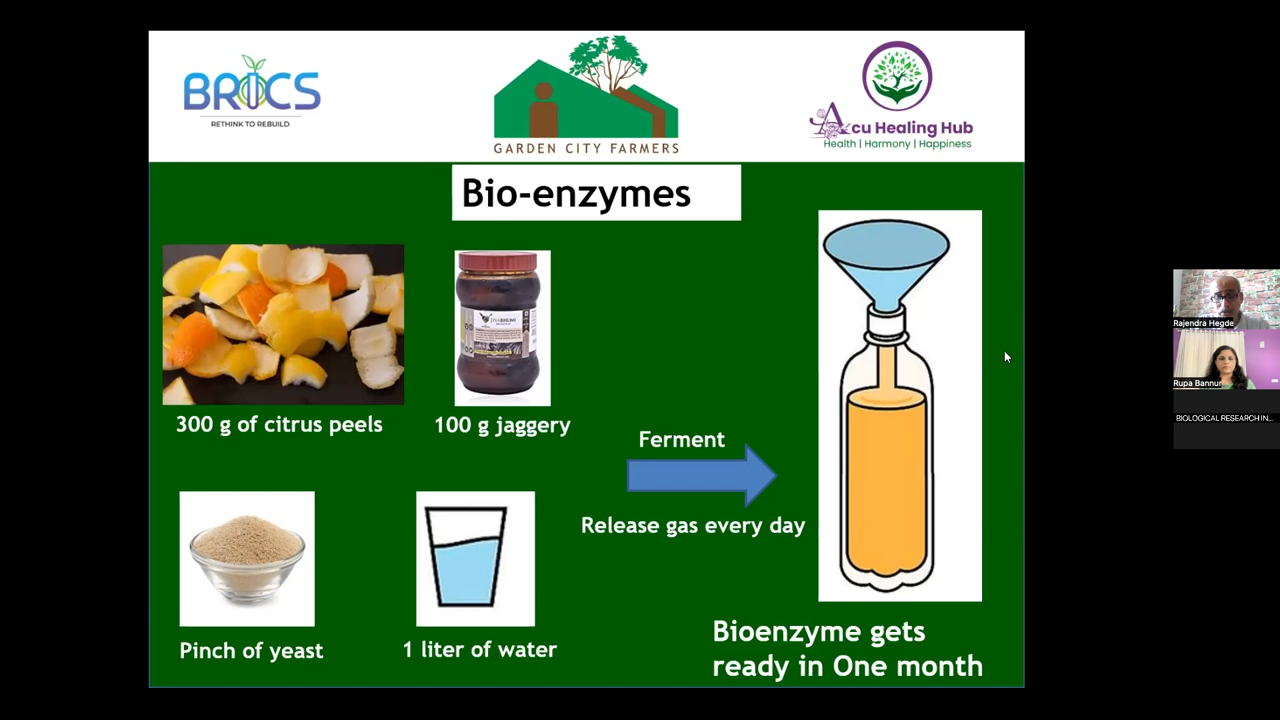 BRICS
RETHINK TO REBUILD
GARDEN CITY FARMERS
Acu Healing Hub
Health | Harmony | Happiness
Bio-enzymes
300 g of citrus peels
100 g jaggery
Ferment
Release gas every day
Pinch of yeast
1 liter of water
Bioenzyme gets
ready in One month
Rajendra Hegde
Rupa Bannur
BIOLOGICAL RESEARCH IN...